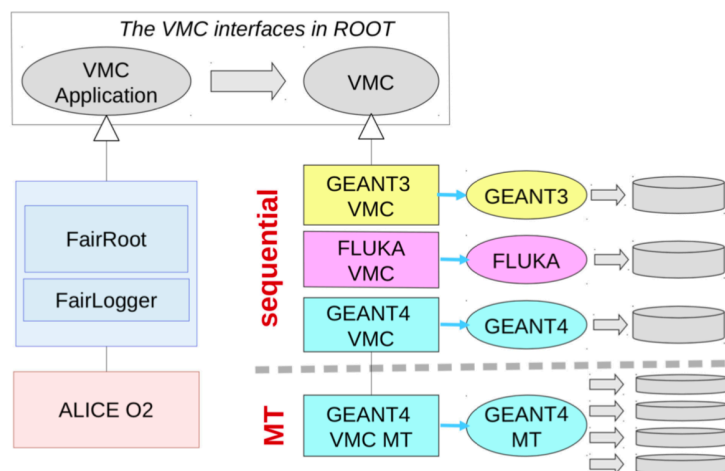 The VMC interfaces in ROOT
VMC
Application
VMC
FairRoot
FairLogger
ALICE O2
sequential
GEANT3
VMC
GEANT3
FLUKA
VMC
FLUKA
GEANT4
VMC
GEANT4
MT
GEANT4
VMC MT
GEANT4
MT